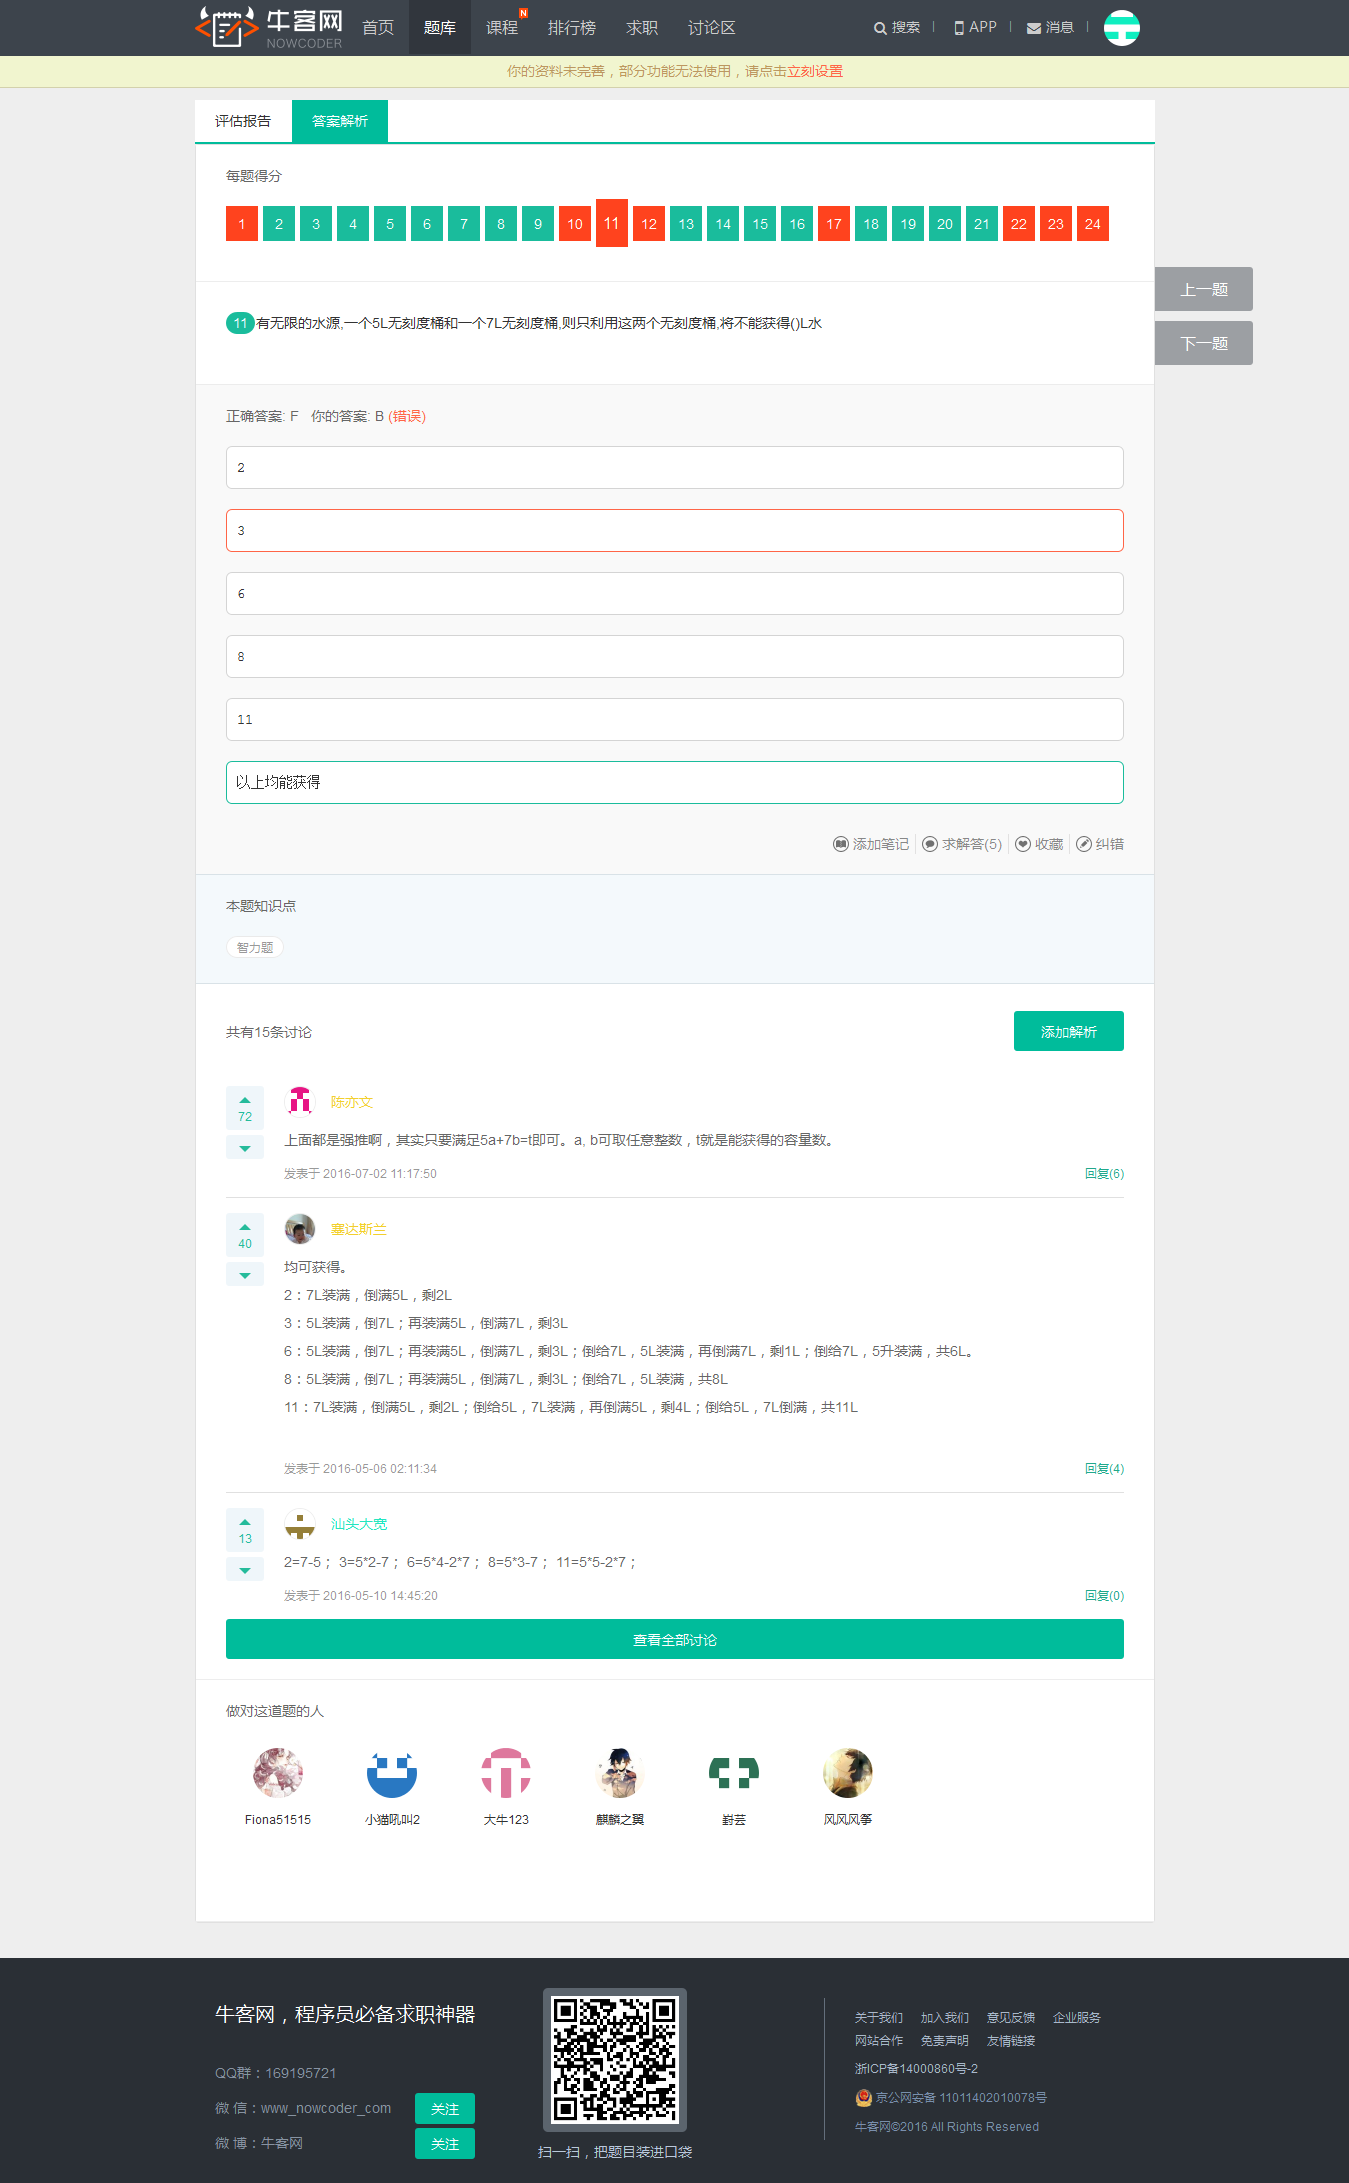 牛客网
NOWCODER
首页 题库 课程 N 排行榜 求职 讨论区 搜索 APP 消息
你的资料未完善，部分功能无法使用，请点击立刻设置
评估报告 答案解析
每题得分
1 2 3 4 5 6 7 8 9 10 11 12 13 14 15 16 17 18 19 20 21 22 23 24
上一题
11 有无限的水源,一个5L无刻度桶和一个7L无刻度桶,则只利用这两个无刻度桶,将不能获得()L水
下一题
正确答案: F 你的答案: B (错误)
2
3
6
8
11
以上均能获得
添加笔记 求解答(5) 收藏 纠错
本题知识点
智力题
共有15条讨论 添加解析
陈亦文
72
上面都是强推啊，其实只要满足5a+7b=t即可。a, b可取任意整数，t就是能获得的容量数。
发表于 2016-07-02 11:17:50 回复(6)
塞达斯兰
40
均可获得。
2：7L装满，倒满5L，剩2L
3：5L装满，倒7L；再装满5L，倒满7L，剩3L
6：5L装满，倒7L；再装满5L，倒满7L，剩3L；倒给7L，5L装满，再倒满7L，剩1L；倒给7L，5升装满，共6L。
8：5L装满，倒7L；再装满5L，倒满7L，剩3L；倒给7L，5L装满，共8L
11：7L装满，倒满5L，剩2L；倒给5L，7L装满，再倒满5L，剩4L；倒给5L，7L倒满，共11L
发表于 2016-05-06 02:11:34 回复(4)
汕头大宽
13
2=7-5； 3=5*2-7； 6=5*4-2*7； 8=5*3-7； 11=5*5-2*7；
发表于 2016-05-10 14:45:20 回复(0)
查看全部讨论
做对这道题的人
Fiona51515 小猫吼叫2 大牛123 麒麟之翼 崶芸 风风风筝
牛客网，程序员必备求职神器
QQ群：169195721
微 信：www_nowcoder_com 关注
微 博：牛客网 关注
扫一扫，把题目装进口袋
关于我们 加入我们 意见反馈 企业服务
网站合作 免责声明 友情链接
浙ICP备14000860号-2
京公网安备 11011402010078号
牛客网©2016 All Rights Reserved